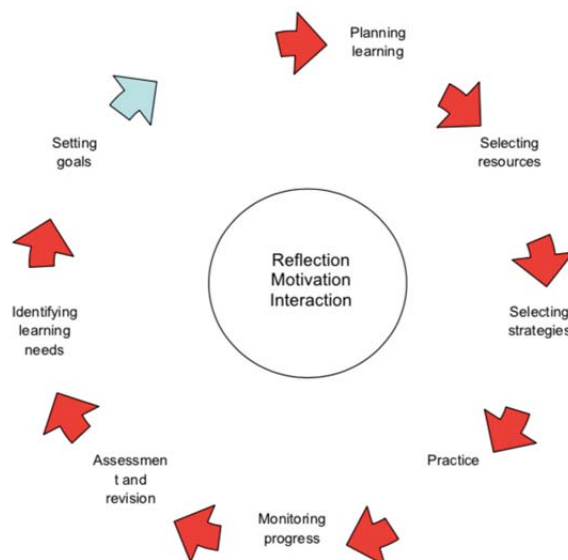 Planning
learning
Selecting
resources
Selecting
strategies
Practice
Monitoring
progress
Assessmen
t and
revision
Identifying
learning
needs
Setting
goals
Reflection
Motivation
Interaction